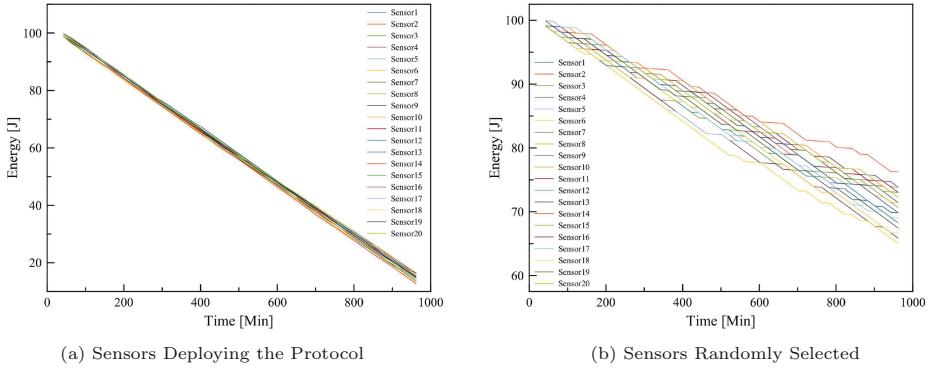 Sensor1
Sensor2
Sensor3
Sensor4
Sensor5
Sensor6
Sensor7
Sensor8
Sensor9
Sensor10
Sensor11
Sensor12
Sensor13
Sensor14
Sensor15
Sensor16
Sensor17
Sensor18
Sensor19
Sensor20
100
80
60
40
20
Energy [J]
0
200
400
600
800
1000
Time [Min]
(a) Sensors Deploying the Protocol
Sensor1
Sensor2
Sensor3
Sensor4
Sensor5
Sensor6
Sensor7
Sensor8
Sensor9
Sensor10
Sensor11
Sensor12
Sensor13
Sensor14
Sensor15
Sensor16
Sensor17
Sensor18
Sensor19
Sensor20
100
90
80
70
60
Energy [J]
0
200
400
600
800
1000
Time [Min]
(b) Sensors Randomly Selected